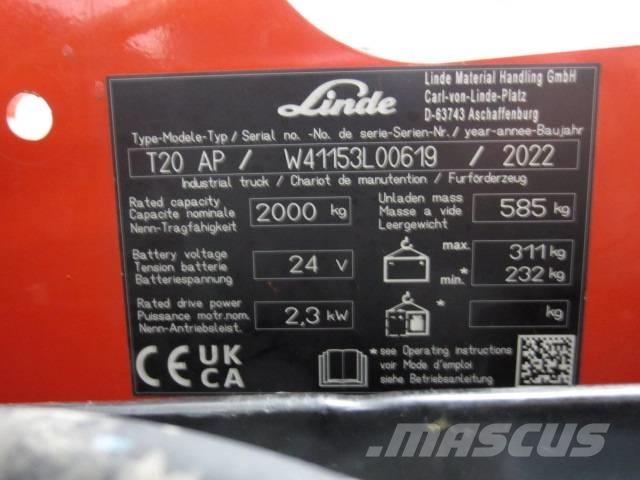 Linde
Linde Material Handling GmbH
Carl-von-Linde-Platz
D-63743 Aschaffenburg
Type-Modele-Typ / Serial no. -No. de serie-Serien-Nr. / year-annee-Baujahr
T20 AP / W41153L00619 / 2022
Industrial truck / Chariot de manutention / Furförderzeug
Rated capacity
Capacite nominale
Nenn-Tragfähigkeit
2000 kg
Unladen mass
Masse a vide
Leergewicht
585 kg
Battery voltage
Tension batterie
Batteriespannung
24 V
max. 311 kg
min.* 232 kg
Rated drive power
Puissance motr.nom.
Nenn-Antriebsleist.
2,3 kW
* kg
CE UK
CA
* see Operating instructions
voir Mode d'emploi
siehe Betriebsanleitung
MASCUS